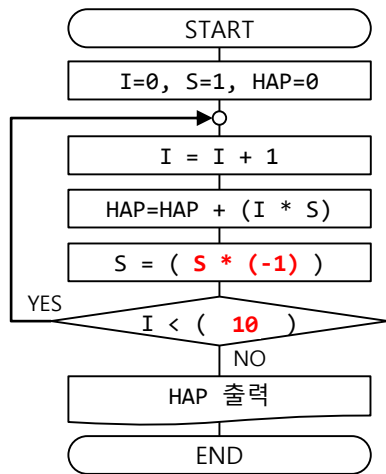 START
I=0, S=1, HAP=0
I = I + 1
HAP=HAP + (I * S)
S = ( S * (-1) )
YES
I < ( 10 )
NO
HAP 출력
END